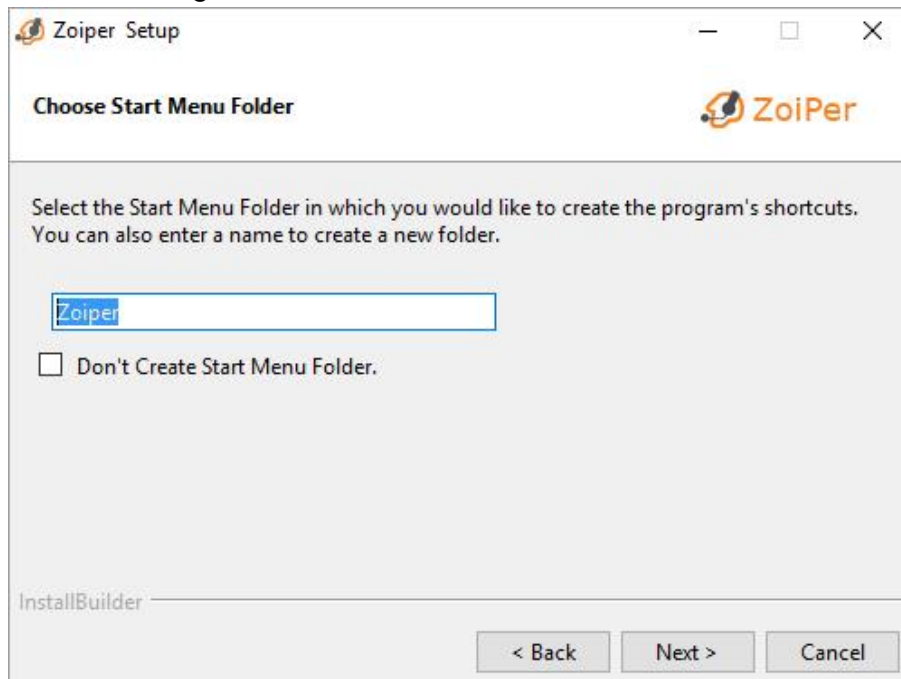 Zoiper Setup
Choose Start Menu Folder
ZoiPer
Select the Start Menu Folder in which you would like to create the program's shortcuts.
You can also enter a name to create a new folder.
Zoiper
Don't Create Start Menu Folder.
InstallBuilder
< Back Next > Cancel